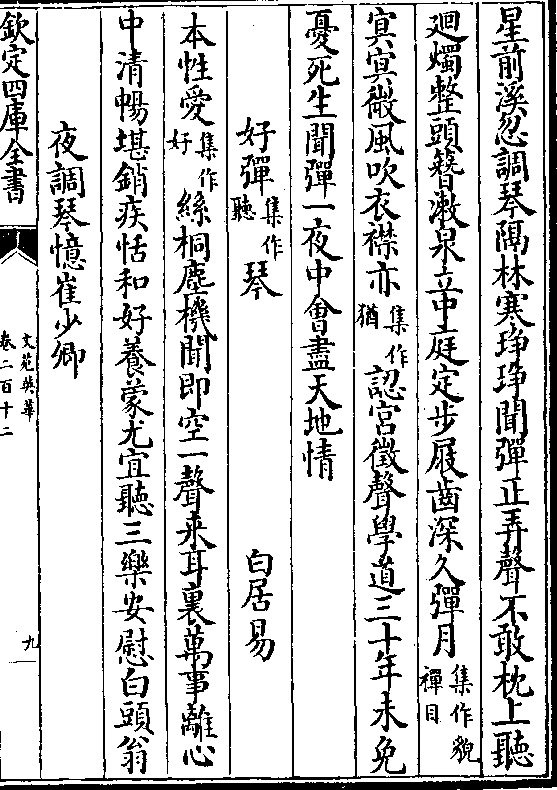 星前溪忽調琴隔林寒琤琤聞彈正弄聲不敢枕上聽
廻燭整頭簪漱泉立中庭定步屐齒深久彈月集作貌禪目
㝠㝠微風吹衣襟亦集作猶認宮徵聲學道三十年未免
憂死生聞彈一夜中會盡天地情
好彈集作聽琴 白居易
本性愛集作好絲桐塵機聞即空一聲來耳裏萬事離心
中清暢堪銷疾恬和好養蒙尤宜聽三樂安慰白頭翁
夜調琴憶崔少卿
欽定四庫全書
文苑英華
卷二百十二
九